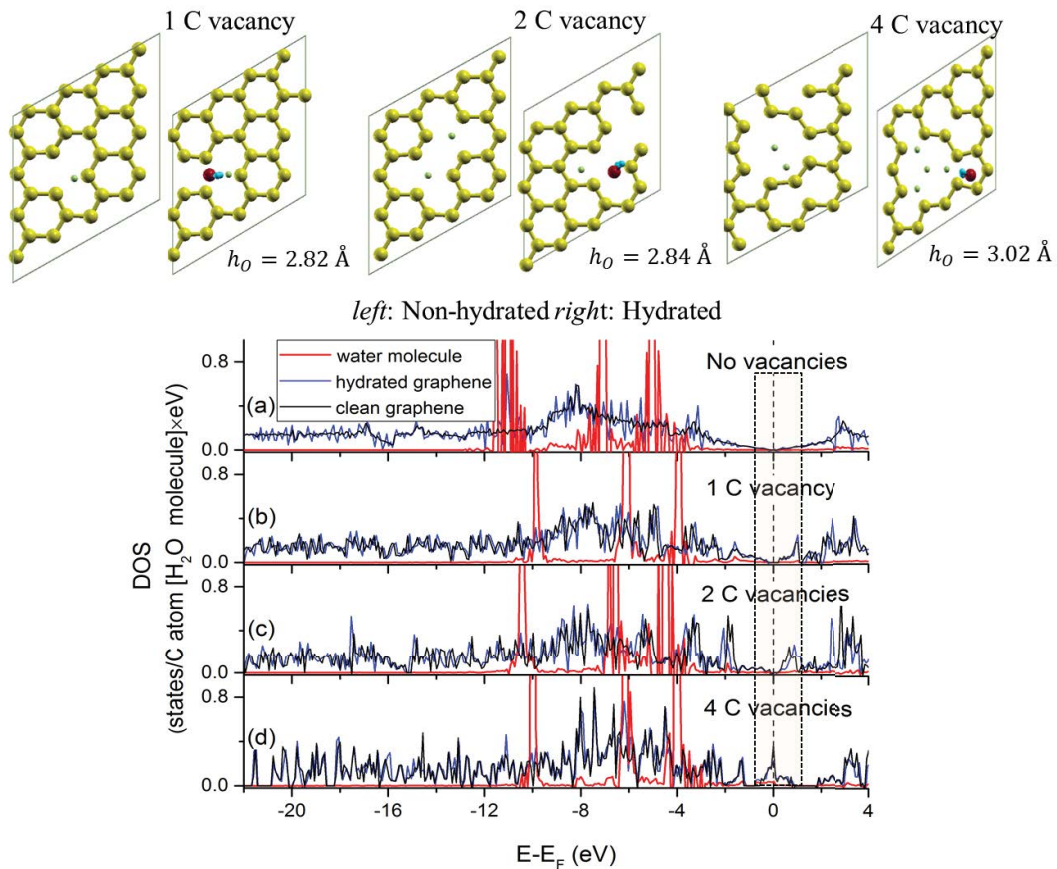 1 C vacancy
2 C vacancy
4 C vacancy
h_O = 2.82 Å
h_O = 2.84 Å
h_O = 3.02 Å
left: Non-hydrated right: Hydrated
water molecule
hydrated graphene
clean graphene
No vacancies
(a)
0.8
0.0
1 C vacancy
(b)
0.8
0.0
2 C vacancies
(c)
0.8
0.0
4 C vacancies
(d)
0.8
0.0
DOS
(states/C atom [H₂O molecule]×eV)
-20 -16 -12 -8 -4 0 4
E-E_F (eV)